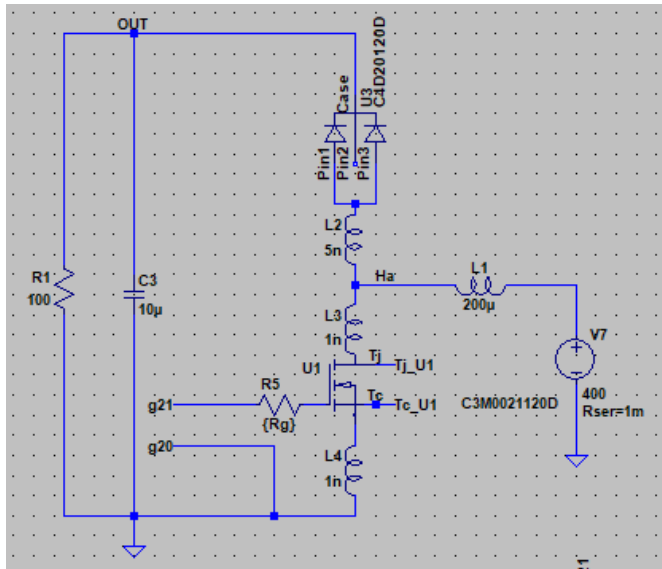 OUT
Case
U3
C4D20120D
Pin1
Pin2
Pin3
L2
5n
Ha
L1
200µ
R1
100
C3
10µ
L3
1n
V7
400
Rser=1m
U1
Tj
Tj_U1
R5
{Rg}
g21
Tc
Tc_U1
C3M0021120D
g20
L4
1n